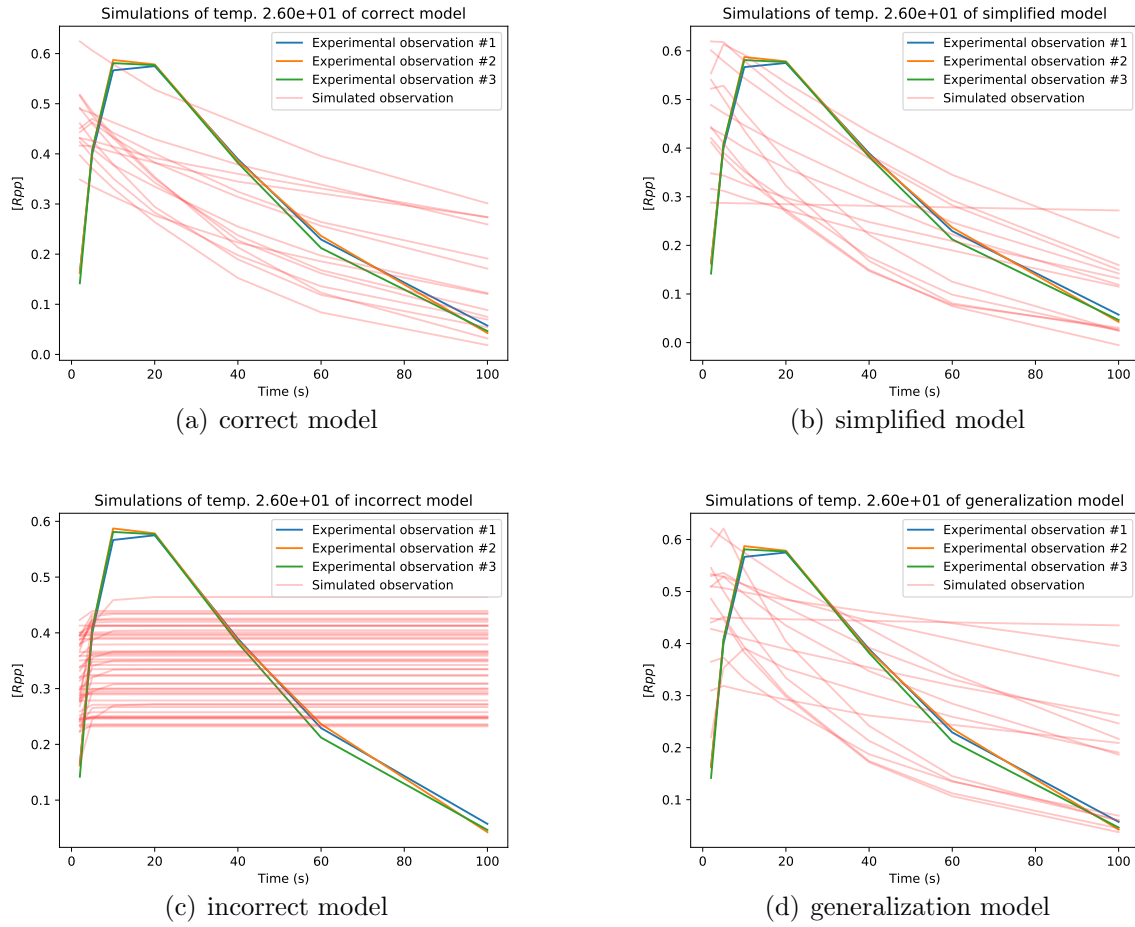 Simulations of temp. 2.60e+01 of correct model
Experimental observation #1
Experimental observation #2
Experimental observation #3
Simulated observation
[Rpp]
0.6
0.5
0.4
0.3
0.2
0.1
0.0
0 20 40 60 80 100
Time (s)
(a) correct model
Simulations of temp. 2.60e+01 of simplified model
Experimental observation #1
Experimental observation #2
Experimental observation #3
Simulated observation
[Rpp]
0.6
0.5
0.4
0.3
0.2
0.1
0.0
0 20 40 60 80 100
Time (s)
(b) simplified model
Simulations of temp. 2.60e+01 of incorrect model
Experimental observation #1
Experimental observation #2
Experimental observation #3
Simulated observation
[Rpp]
0.6
0.5
0.4
0.3
0.2
0.1
0 20 40 60 80 100
Time (s)
(c) incorrect model
Simulations of temp. 2.60e+01 of generalization model
Experimental observation #1
Experimental observation #2
Experimental observation #3
Simulated observation
[Rpp]
0.6
0.5
0.4
0.3
0.2
0.1
0 20 40 60 80 100
Time (s)
(d) generalization model